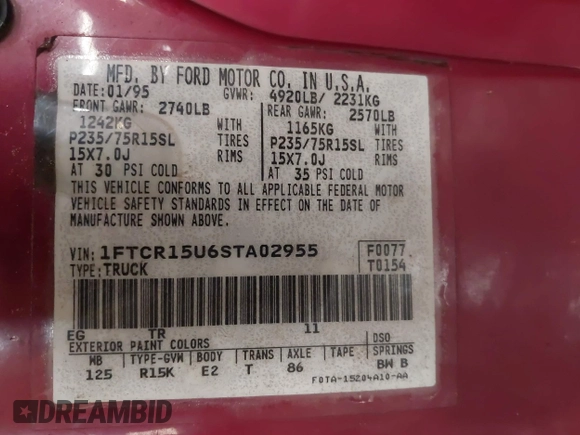 MFD. BY FORD MOTOR CO. IN U.S.A.
DATE: 01/95 GVWR: 4920LB/ 2231KG
FRONT GAWR: 2740LB REAR GAWR: 2570LB
1242KG WITH 1165KG WITH
P235/75R15SL TIRES P235/75R15SL TIRES
15X7.0J RIMS 15X7.0J RIMS
AT 30 PSI COLD AT 35 PSI COLD
THIS VEHICLE CONFORMS TO ALL APPLICABLE FEDERAL MOTOR
VEHICLE SAFETY STANDARDS IN EFFECT ON THE DATE OF
MANUFACTURE SHOWN ABOVE.
VIN: 1FTCR15U6STA02955 F0077
TYPE: TRUCK T0154
EG TR 11
EXTERIOR PAINT COLORS DSO
WB TYPE-GVW BODY TRANS AXLE TAPE SPRINGS
125 R15K E2 T 86 BW B
F0TA-15204A10-AA
DREAMBID